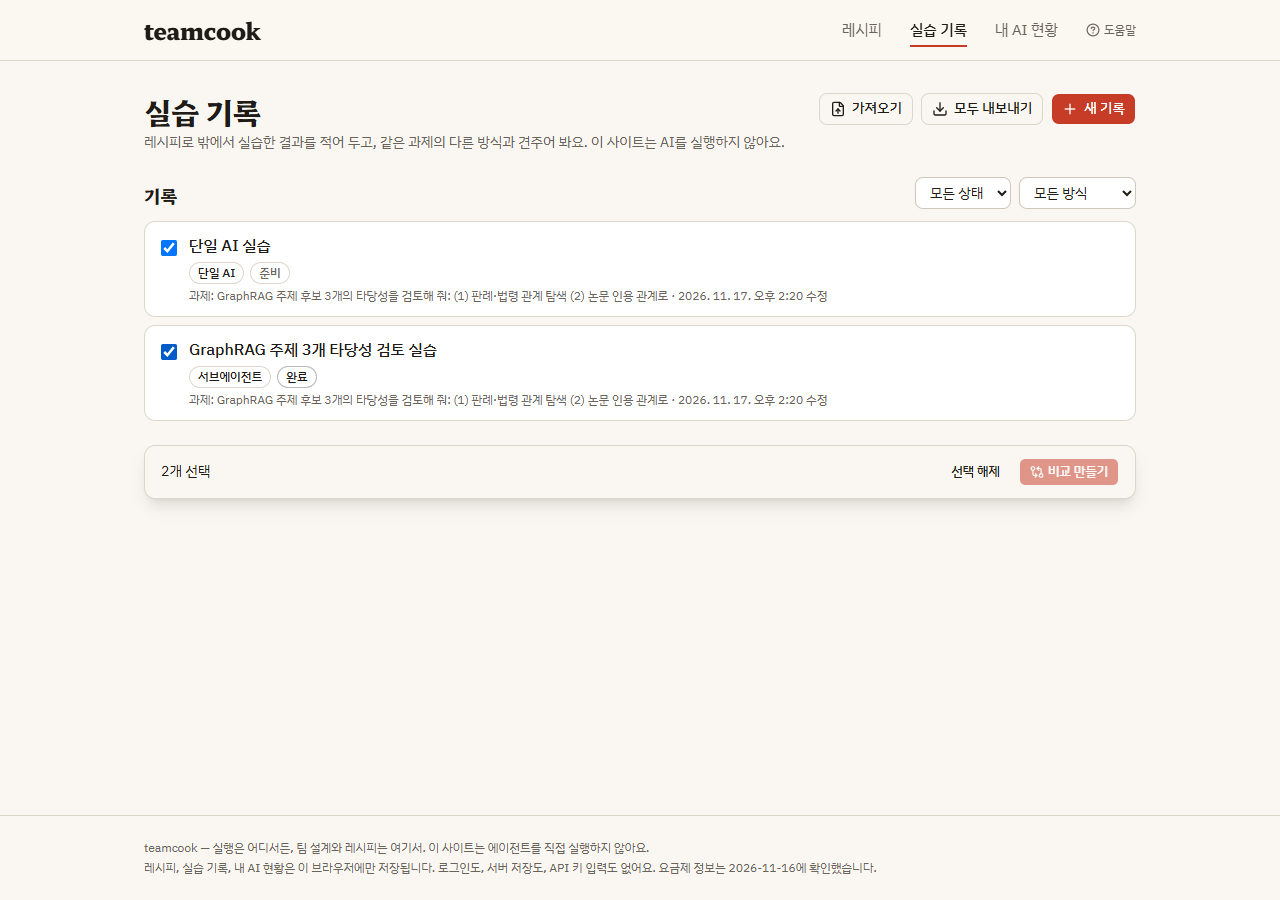 teamcook
레시피
실습 기록
내 AI 현황
도움말
실습 기록
가져오기
모두 내보내기
새 기록
레시피로 밖에서 실습한 결과를 적어 두고, 같은 과제의 다른 방식과 견주어 봐요. 이 사이트는 AI를 실행하지 않아요.
기록
모든 상태
모든 방식
단일 AI 실습
단일 AI
준비
과제: GraphRAG 주제 후보 3개의 타당성을 검토해 줘: (1) 판례·법령 관계 탐색 (2) 논문 인용 관계로 · 2026. 11. 17. 오후 2:20 수정
GraphRAG 주제 3개 타당성 검토 실습
서브에이전트
완료
과제: GraphRAG 주제 후보 3개의 타당성을 검토해 줘: (1) 판례·법령 관계 탐색 (2) 논문 인용 관계로 · 2026. 11. 17. 오후 2:20 수정
2개 선택
선택 해제
비교 만들기
teamcook — 실행은 어디서든, 팀 설계와 레시피는 여기서. 이 사이트는 에이전트를 직접 실행하지 않아요.
레시피, 실습 기록, 내 AI 현황은 이 브라우저에만 저장됩니다. 로그인도, 서버 저장도, API 키 입력도 없어요. 요금제 정보는 2026-11-16에 확인했습니다.